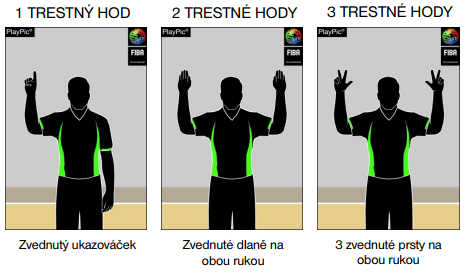 1 TRESTNÝ HOD
2 TRESTNÉ HODY
3 TRESTNÉ HODY
PlayPic®
FIBA
PlayPic®
FIBA
PlayPic®
FIBA
Zvednutý ukazováček
Zvednuté dlaně na
obou rukou
3 zvednuté prsty na
obou rukou